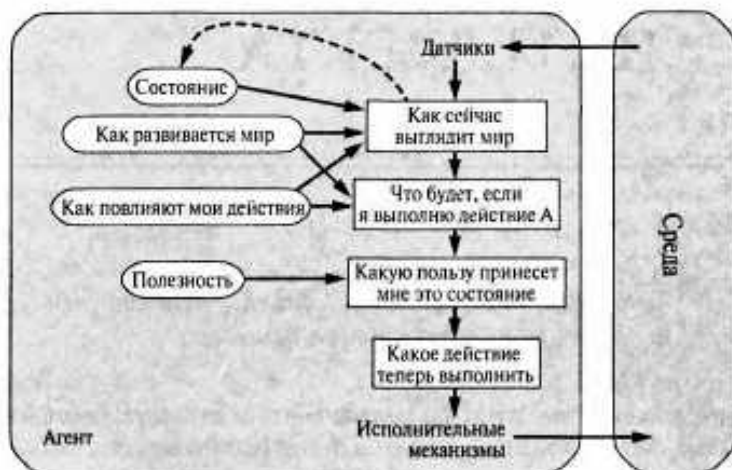 Датчики
Состояние
Как сейчас
выглядит мир
Как развивается мир
Как повлияют мои действия
Что будет, если
я выполню действие A
Полезность
Какую пользу принесет
мне это состояние
Какое действие
теперь выполнить
Агент
Исполнительные
механизмы
Среда